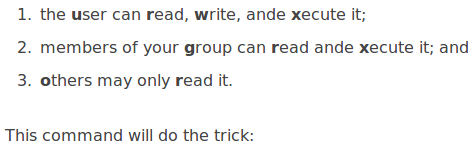 1. the user can read, write, ande xecute it;
2. members of your group can read ande xecute it; and
3. others may only read it.
This command will do the trick: